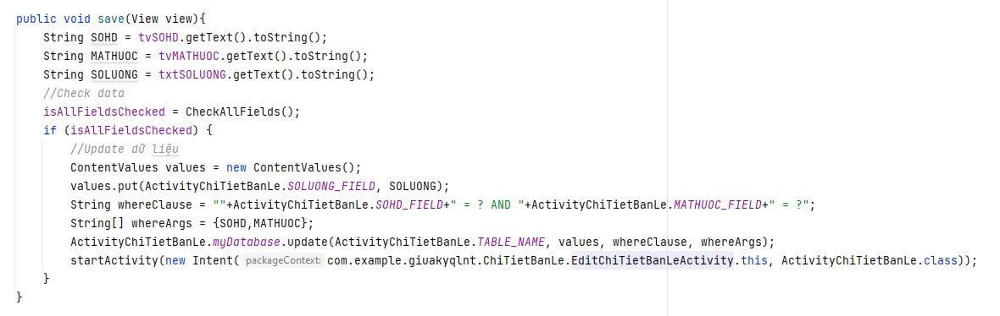 public void save(View view){
    String SOHD = tvSOHD.getText().toString();
    String MATHUOC = tvMATHUOC.getText().toString();
    String SOLUONG = txtSOLUONG.getText().toString();
    //Check data
    isAllFieldsChecked = CheckAllFields();
    if (isAllFieldsChecked) {
        //Update dữ liệu
        ContentValues values = new ContentValues();
        values.put(ActivityChiTietBanLe.SOLUONG_FIELD, SOLUONG);
        String whereClause = ""+ActivityChiTietBanLe.SOHD_FIELD+" = ? AND "+ActivityChiTietBanLe.MATHUOC_FIELD+" = ?";
        String[] whereArgs = {SOHD,MATHUOC};
        ActivityChiTietBanLe.myDatabase.update(ActivityChiTietBanLe.TABLE_NAME, values, whereClause, whereArgs);
        startActivity(new Intent( packageContext: com.example.giuakyqlnt.ChiTietBanLe.EditChiTietBanLeActivity.this, ActivityChiTietBanLe.class));
    }
}